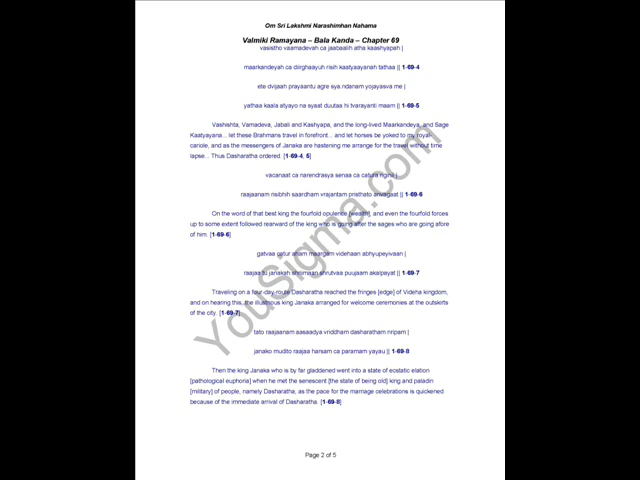 Om Sri Lakshmi Narashimhan Nahama
Valmiki Ramayana – Bala Kanda – Chapter 69
vasistho vaamadevah ca jaabaalih atha kaashyapah |
maarkandeyah ca diirghaayuh risih kaatyaayanah tathaa || 1-69-4
ete dvijaah prayaantu agre sya ndanam yojayasva me |
yathaa kaala atyayo na syaat duutaa hi tvarayanti maam || 1-69-5
Vashishta, Vamadeva, Jabali and Kashyapa, and the long-lived Maarkandeya, and Sage
Kaatyayana... let these Brahmans travel in forefront... and let horses be yoked to my royal-
cariole, and as the messengers of Janaka are hastening me arrange for the travel without time
lapse... Thus Dasharatha ordered. [1-69-4, 5]
vacanaat ca narendrasya senaa ca catura ngini |
raajaanam risibhih saardham vrajantam pristhato anvagaat || 1-69-6
On the word of that best king the fourfold opulence [wealth], and even the fourfold forces
up to some extent followed rearward of the king who is going after the sages who are going afore
of him. [1-69-6]
gatvaa catur aham maargam videhaan abhyupeyivaan |
raajaa tu janakah shriimaan shrutvaa puujaam akalpayat || 1-69-7
Traveling on a four-day-route Dasharatha reached the fringes [edge] of Videha kingdom,
and on hearing this, the illustrious king Janaka arranged for welcome ceremonies at the outskirts
of the city. [1-69-7]
tato raajaanam aasaadya vriddham dasharatham nripam |
janako mudito raajaa harsam ca paramam yayau || 1-69-8
Then the king Janaka who is by far gladdened went into a state of ecstatic elation
[pathological euphoria] when he met the senescent [the state of being old] king and paladin
[military] of people, namely Dasharatha, as the pace for the marriage celebrations is quickened
because of the immediate arrival of Dasharatha. [1-69-8]
YouSigma.com
Page 2 of 5